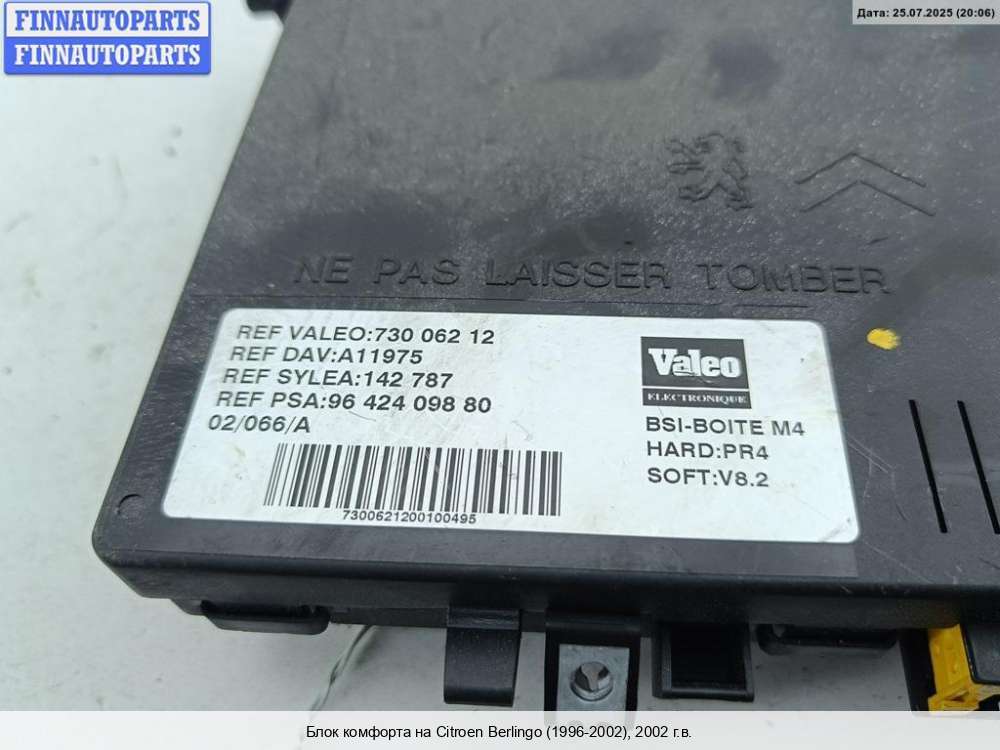 FINNAUTOPARTS
FINNAUTOPARTS
Дата: 25.07.2025 (20:06)
NE PAS LAISSER TOMBER
REF VALEO:730 062 12
REF DAV:A11975
REF SYLEA:142 787
REF PSA:96 424 098 80
02/066/A
7300621200100495
Valeo
ELECTRONIQUE
BSI-BOITE M4
HARD:PR4
SOFT:V8.2
Блок комфорта на Citroen Berlingo (1996-2002), 2002 г.в.